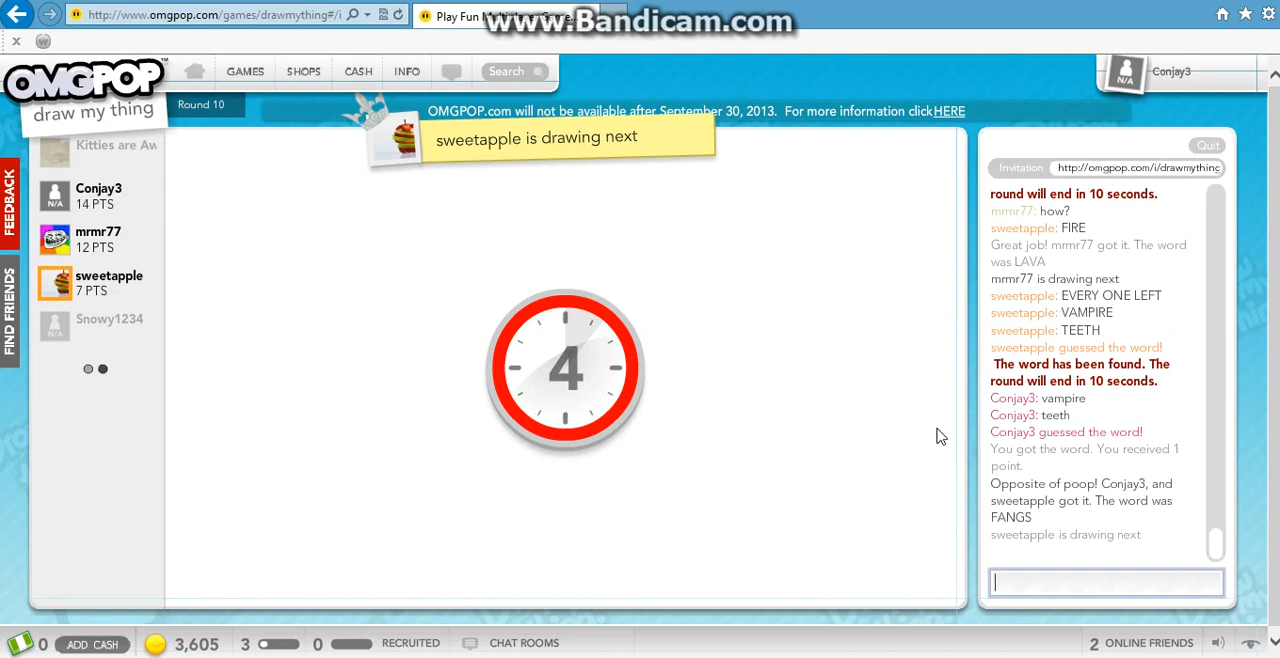 http://www.omgpop.com/games/drawmything#/i
Play Fun Mul
www.Bandicam.com
OMGPOP
draw my thing
GAMES
SHOPS
CASH
INFO
Search
N/A
Conjay3
Round 10
OMGPOP.com will not be available after September 30, 2013. For more information click HERE
sweetapple is drawing next
Kitties are Aw
N/A
Conjay3
14 PTS
mrmr77
12 PTS
sweetapple
7 PTS
N/A
Snowy1234
FEEDBACK
FIND FRIENDS
4
Quit
Invitation
http://omgpop.com/i/drawmything
round will end in 10 seconds.
mrmr77: how?
sweetapple: FIRE
Great job! mrmr77 got it. The word
was LAVA
mrmr77 is drawing next
sweetapple: EVERY ONE LEFT
sweetapple: VAMPIRE
sweetapple: TEETH
sweetapple guessed the word!
The word has been found. The
round will end in 10 seconds.
Conjay3: vampire
Conjay3: teeth
Conjay3 guessed the word!
You got the word. You received 1
point.
Opposite of poop! Conjay3, and
sweetapple got it. The word was
FANGS
sweetapple is drawing next
0
ADD CASH
3,605
3
0
RECRUITED
CHAT ROOMS
2 ONLINE FRIENDS